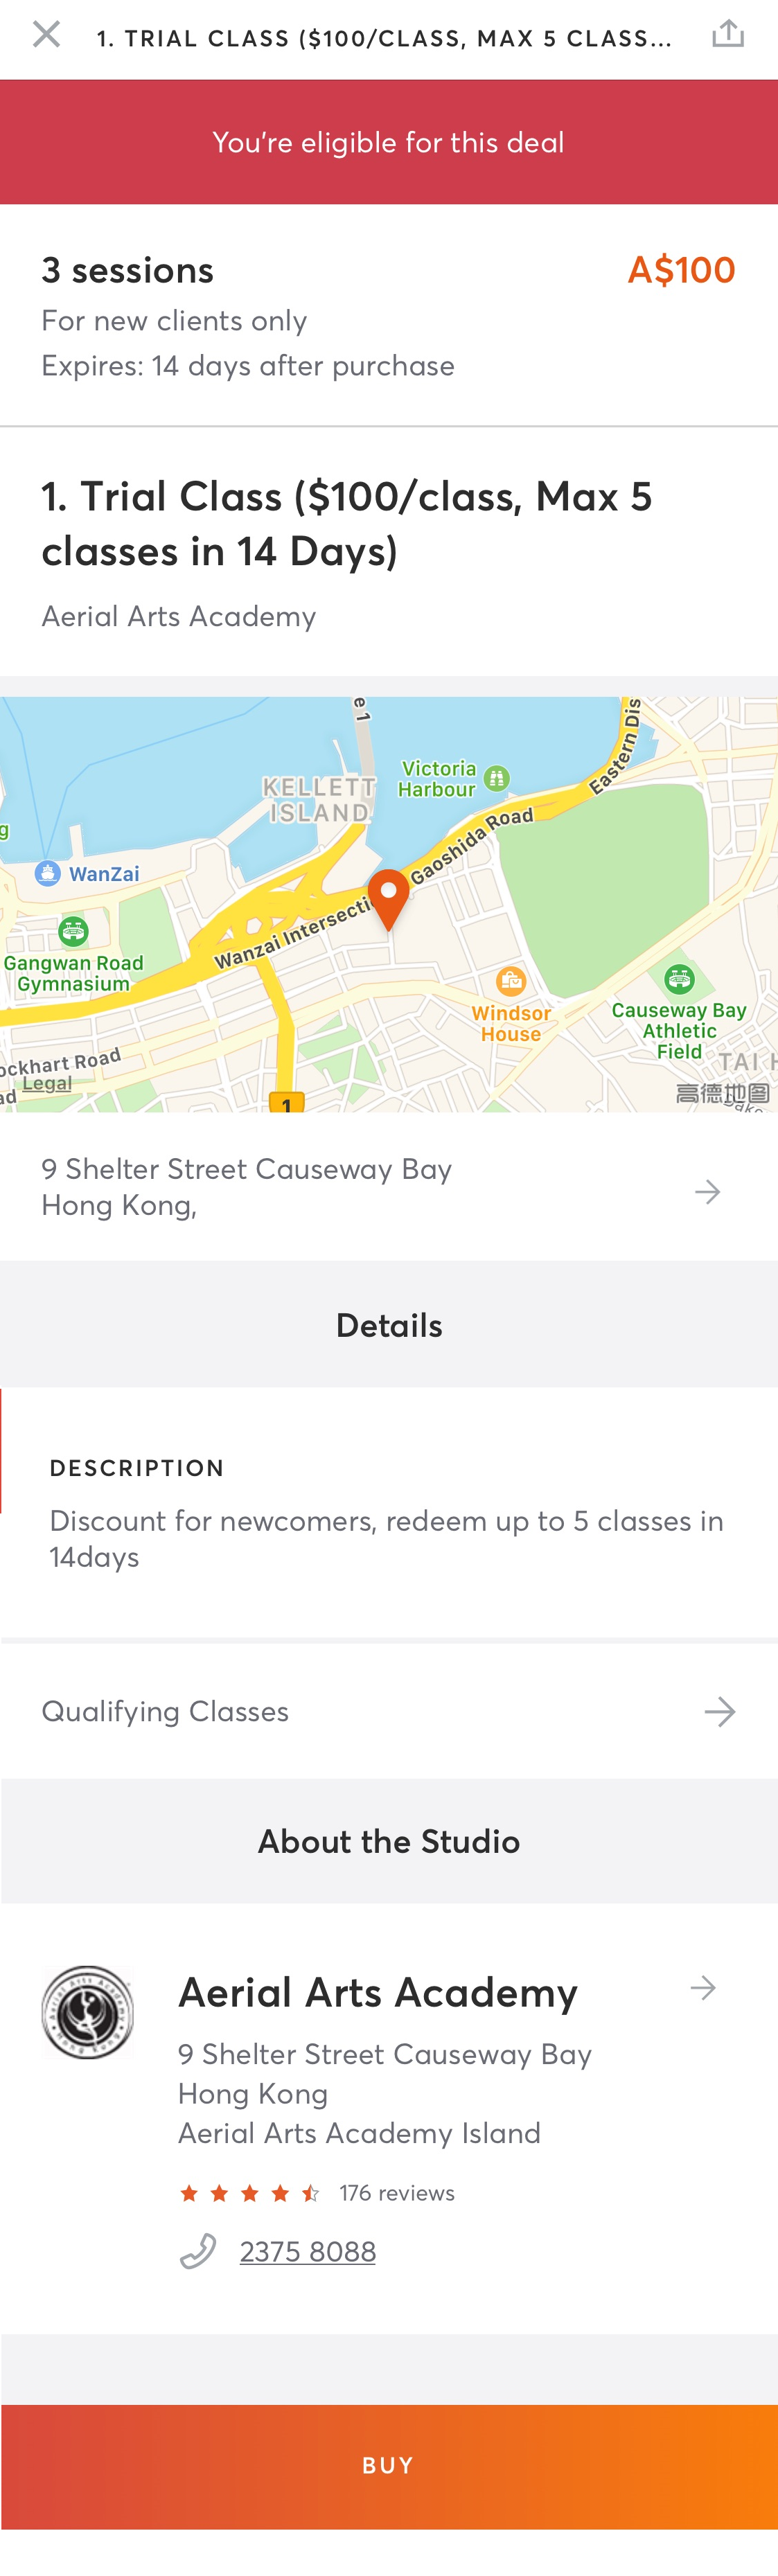 1. TRIAL CLASS ($100/CLASS, MAX 5 CLASS...
You're eligible for this deal
3 sessions
A$100
For new clients only
Expires: 14 days after purchase
1. Trial Class ($100/class, Max 5
classes in 14 Days)
Aerial Arts Academy
e 1
Eastern Dis
Victoria
Harbour
KELLETT
ISLAND
Gaoshida Road
g
WanZai
Wanzai Intersecti
Gangwan Road
Gymnasium
Windsor
House
Causeway Bay
Athletic
Field
ockhart Road
TAI H
Legal
ad
1
高德地图
9 Shelter Street Causeway Bay
Hong Kong,
Details
DESCRIPTION
Discount for newcomers, redeem up to 5 classes in
14days
Qualifying Classes
About the Studio
Aerial Arts Academy
Hong Kong
Aerial Arts Academy
9 Shelter Street Causeway Bay
Hong Kong
Aerial Arts Academy Island
176 reviews
2375 8088
BUY